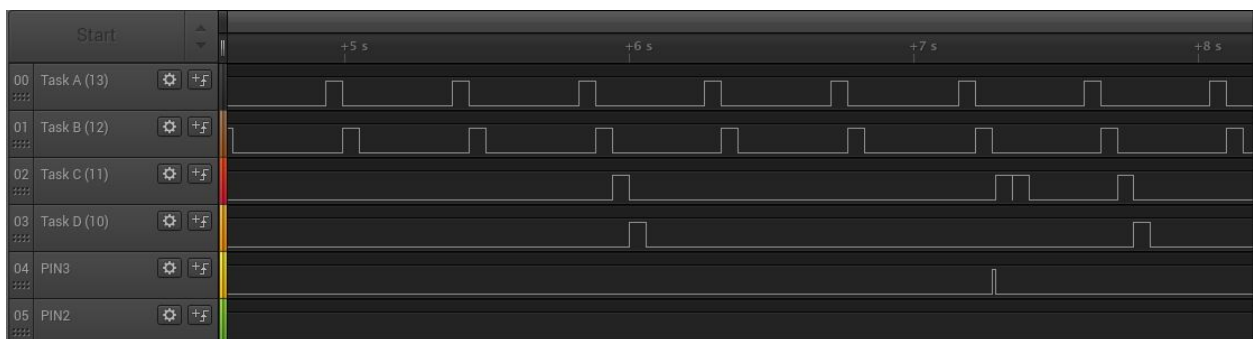 Start
+5 s +6 s +7 s +8 s
00 Task A (13)
01 Task B (12)
02 Task C (11)
03 Task D (10)
04 PIN3
05 PIN2